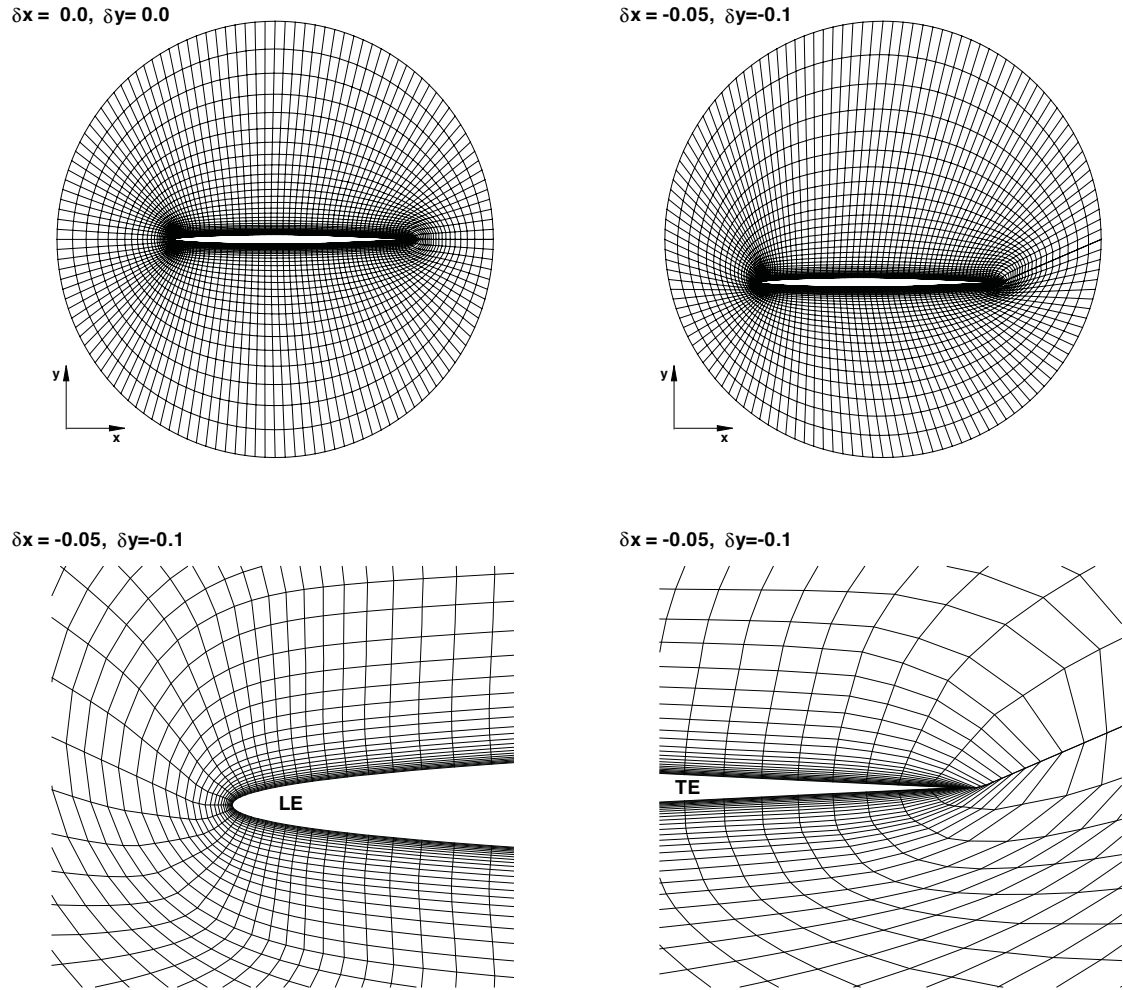 δx = 0.0, δy= 0.0
δx = -0.05, δy=-0.1
y
x
y
x
δx = -0.05, δy=-0.1
δx = -0.05, δy=-0.1
LE
TE